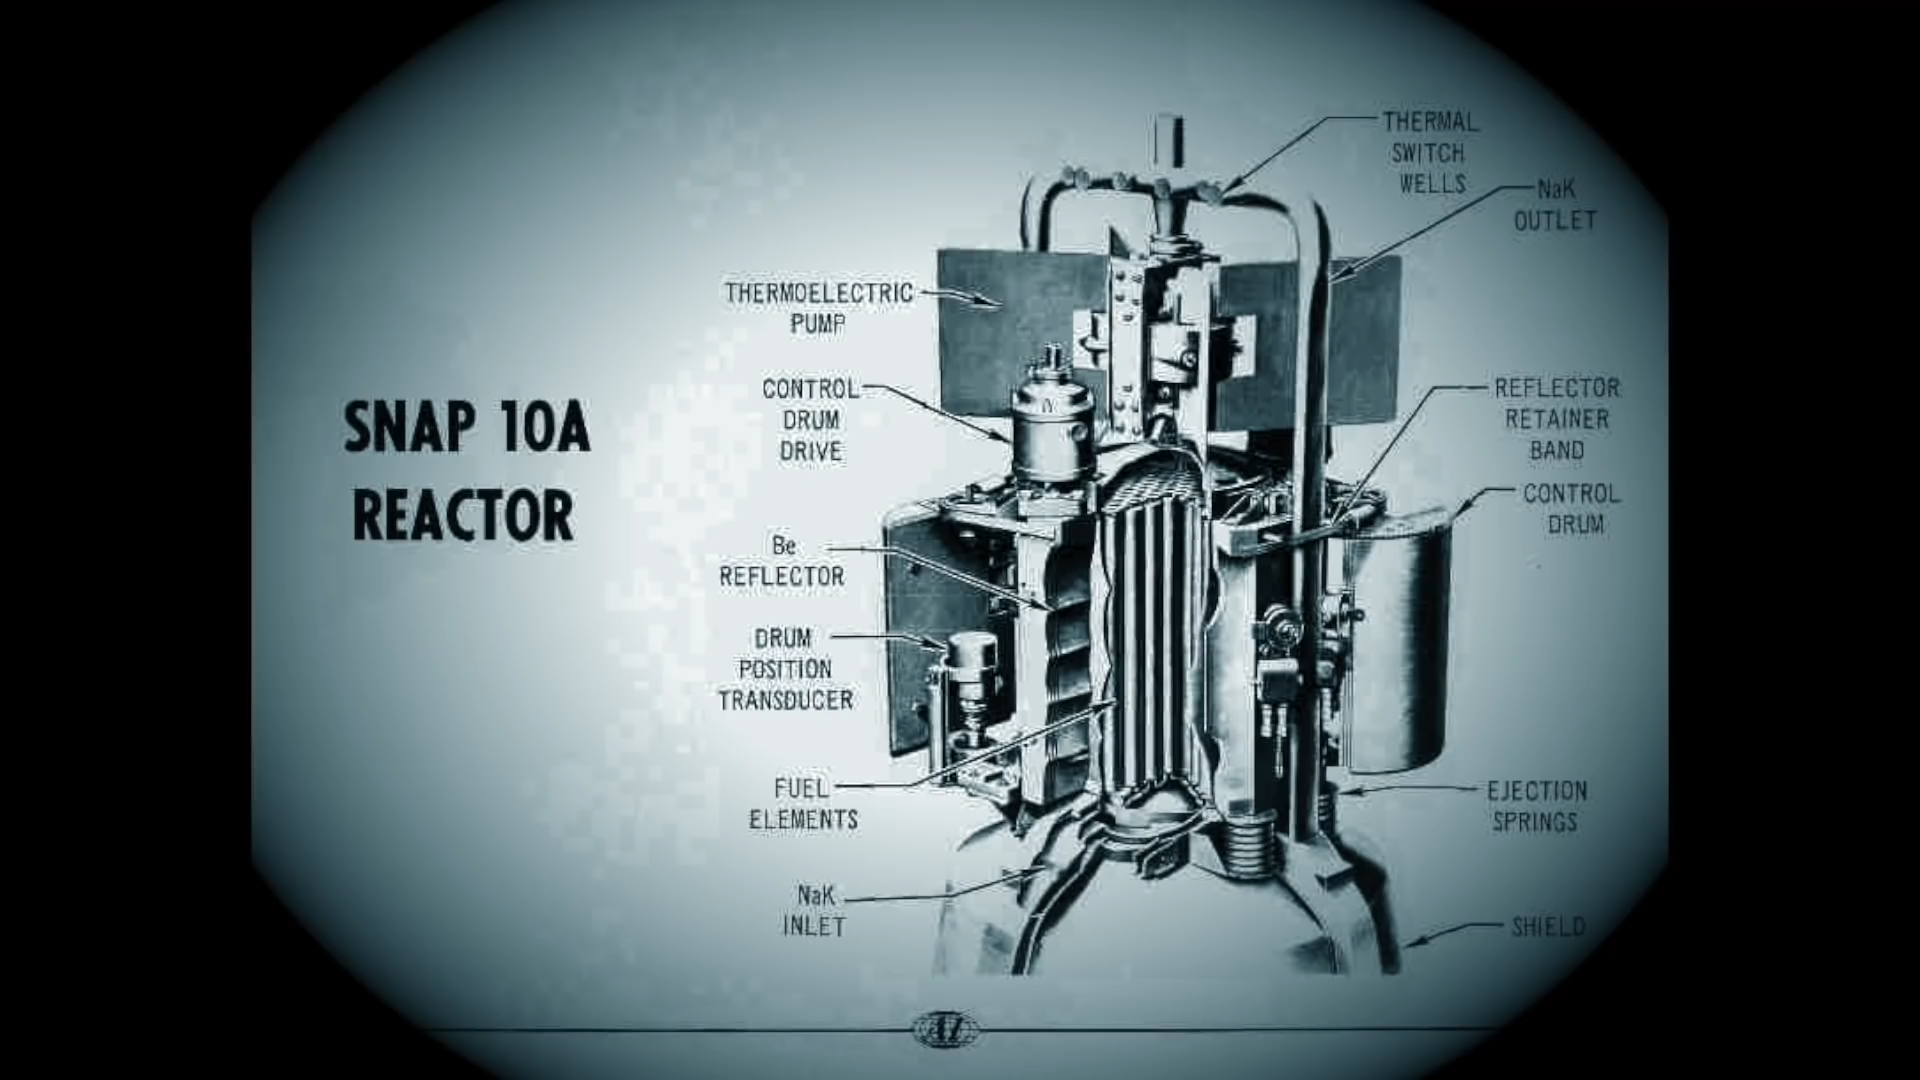 SNAP 10A
REACTOR
THERMOELECTRIC
PUMP
CONTROL
DRUM
DRIVE
Be
REFLECTOR
DRUM
POSITION
TRANSDUCER
FUEL
ELEMENTS
NaK
INLET
THERMAL
SWITCH
WELLS
NaK
OUTLET
REFLECTOR
RETAINER
BAND
CONTROL
DRUM
EJECTION
SPRINGS
SHIELD